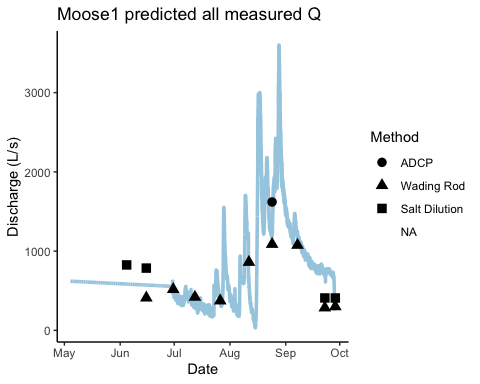 Moose1 predicted all measured Q
Discharge (L/s)
3000
2000
1000
0
May Jun Jul Aug Sep Oct
Date
Method
ADCP
Wading Rod
Salt Dilution
NA